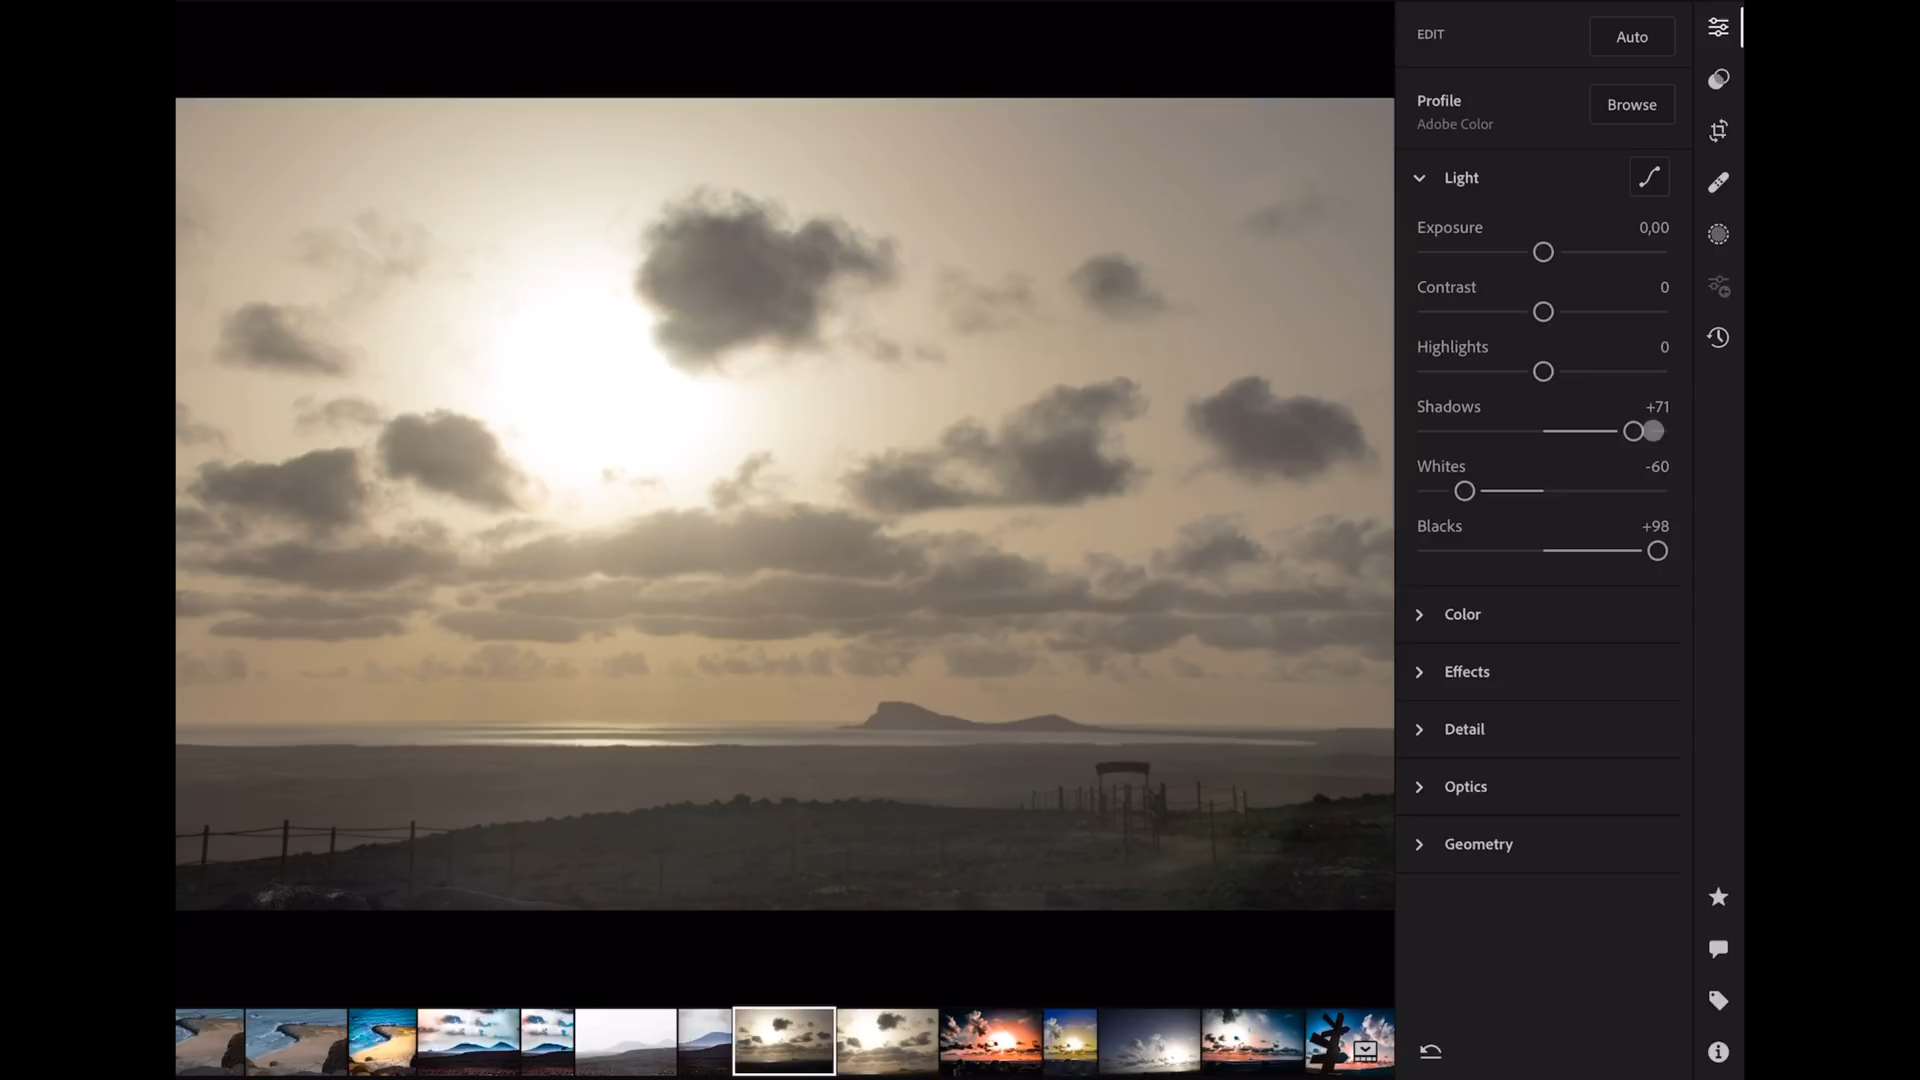 EDIT
Auto
Profile
Adobe Color
Browse
Light
Exposure 0,00
Contrast 0
Highlights 0
Shadows +71
Whites -60
Blacks +98
Color
Effects
Detail
Optics
Geometry